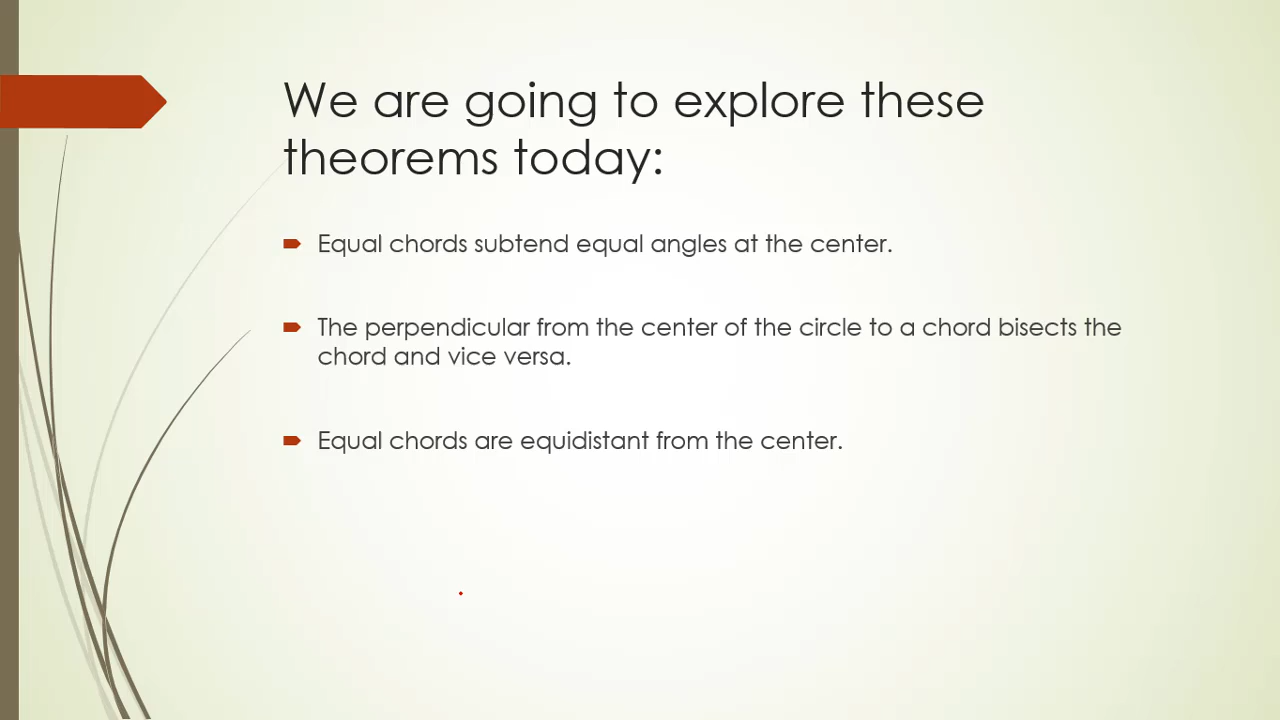 We are going to explore these
theorems today:
Equal chords subtend equal angles at the center.
The perpendicular from the center of the circle to a chord bisects the
chord and vice versa.
Equal chords are equidistant from the center.